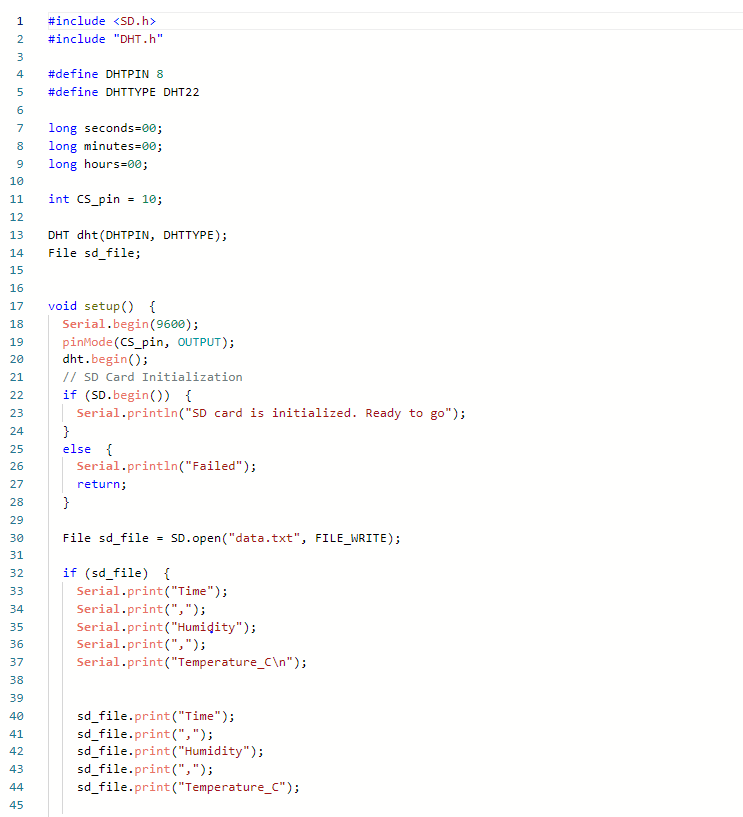 1 #include <SD.h>
2 #include "DHT.h"
3
4 #define DHTPIN 8
5 #define DHTTYPE DHT22
6
7 long seconds=00;
8 long minutes=00;
9 long hours=00;
10
11 int CS_pin = 10;
12
13 DHT dht(DHTPIN, DHTTYPE);
14 File sd_file;
15
16
17 void setup()  {
18   Serial.begin(9600);
19   pinMode(CS_pin, OUTPUT);
20   dht.begin();
21   // SD Card Initialization
22   if (SD.begin())  {
23     Serial.println("SD card is initialized. Ready to go");
24   }
25   else  {
26     Serial.println("Failed");
27     return;
28   }
29
30   File sd_file = SD.open("data.txt", FILE_WRITE);
31
32   if (sd_file)  {
33     Serial.print("Time");
34     Serial.print(",");
35     Serial.print("Humidity");
36     Serial.print(",");
37     Serial.print("Temperature_C\n");
38
39
40     sd_file.print("Time");
41     sd_file.print(",");
42     sd_file.print("Humidity");
43     sd_file.print(",");
44     sd_file.print("Temperature_C");
45